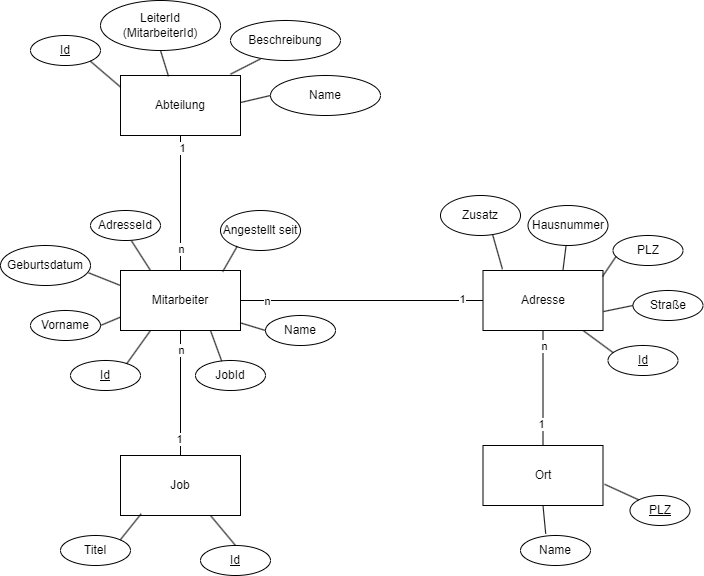 LeiterId
(MitarbeiterId)
Id
Beschreibung
Name
Abteilung
1
n
AdresseId
Angestellt seit
Geburtsdatum
Vorname
Mitarbeiter
Id
JobId
Name
n
1
Zusatz
Hausnummer
PLZ
Straße
Adresse
Id
n
1
n
1
Job
Titel
Id
Ort
PLZ
Name